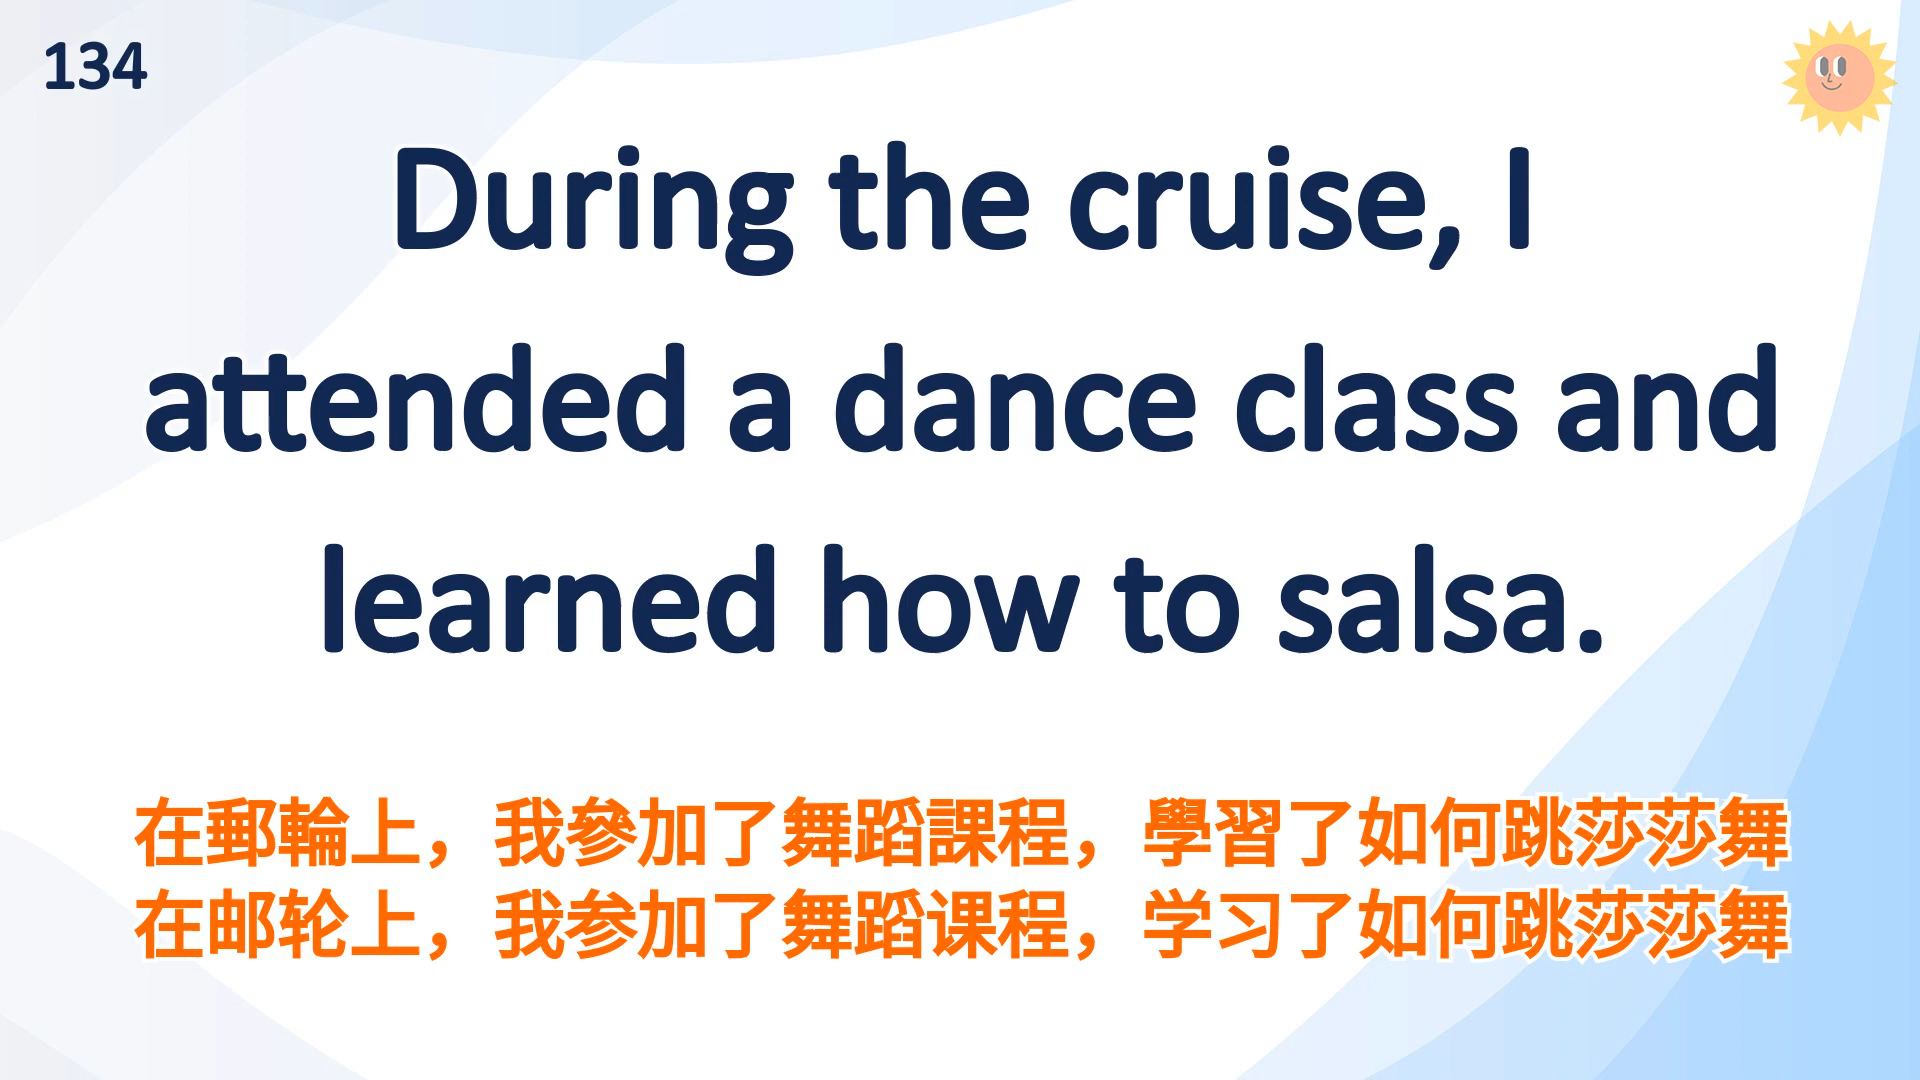 134
During the cruise, I
attended a dance class and
learned how to salsa.
在郵輪上，我參加了舞蹈課程，學習了如何跳莎莎舞
在邮轮上，我参加了舞蹈课程，学习了如何跳莎莎舞